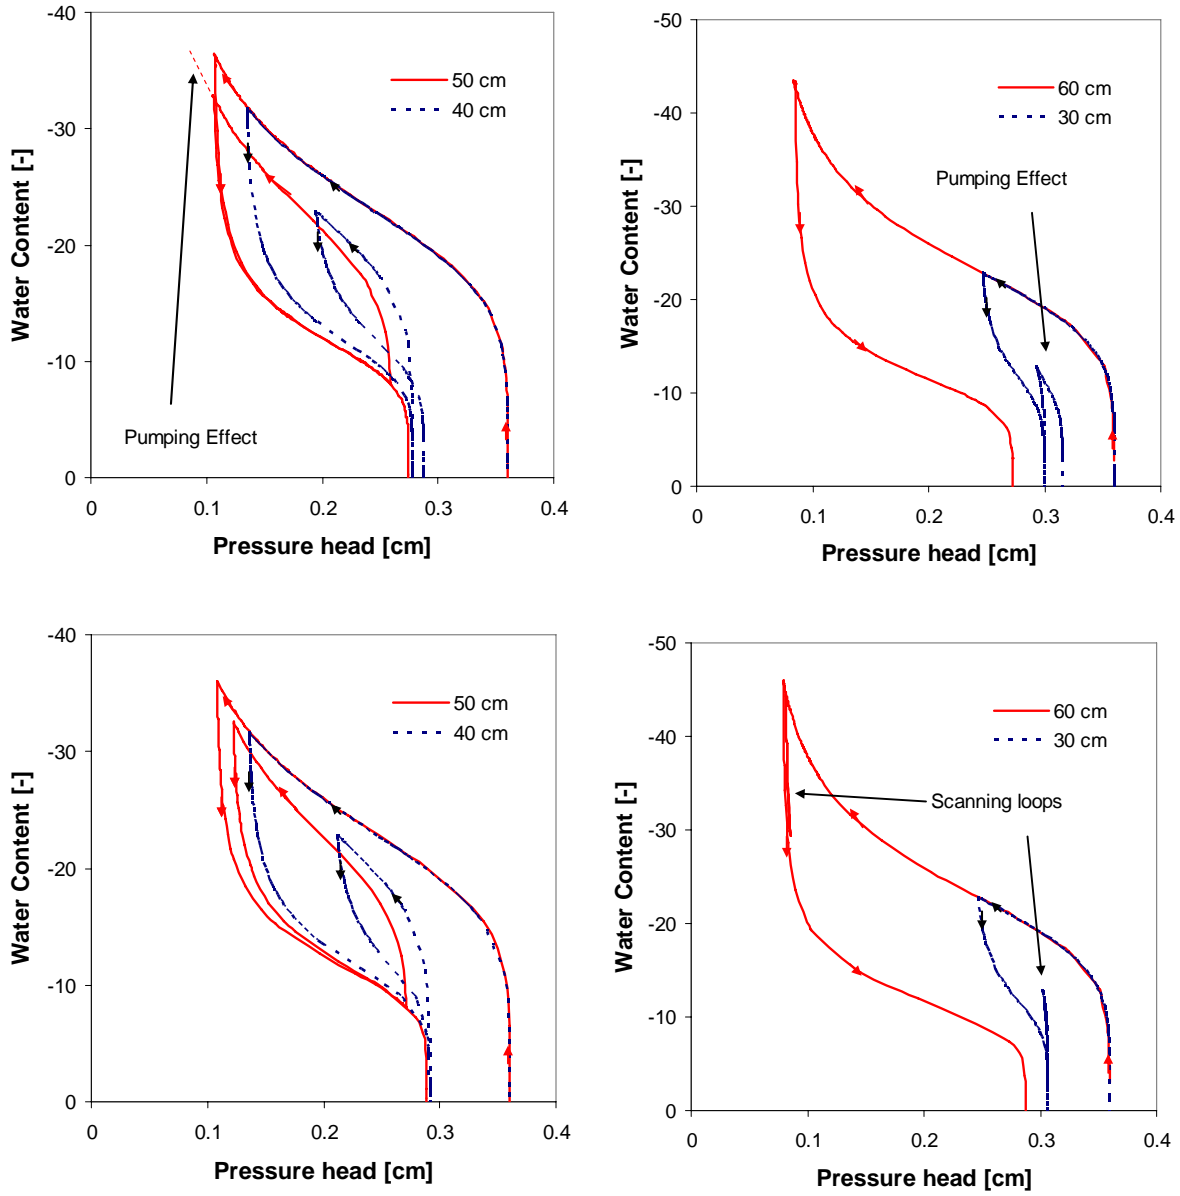 -40
-30
-20
-10
0
0
0.1
0.2
0.3
0.4
Water Content [-]
Pressure head [cm]
50 cm
40 cm
Pumping Effect
-50
-40
-30
-20
-10
0
0
0.1
0.2
0.3
0.4
Water Content [-]
Pressure head [cm]
60 cm
30 cm
Pumping Effect
-40
-30
-20
-10
0
0
0.1
0.2
0.3
0.4
Water Content [-]
Pressure head [cm]
50 cm
40 cm
-50
-40
-30
-20
-10
0
0
0.1
0.2
0.3
0.4
Water Content [-]
Pressure head [cm]
60 cm
30 cm
Scanning loops